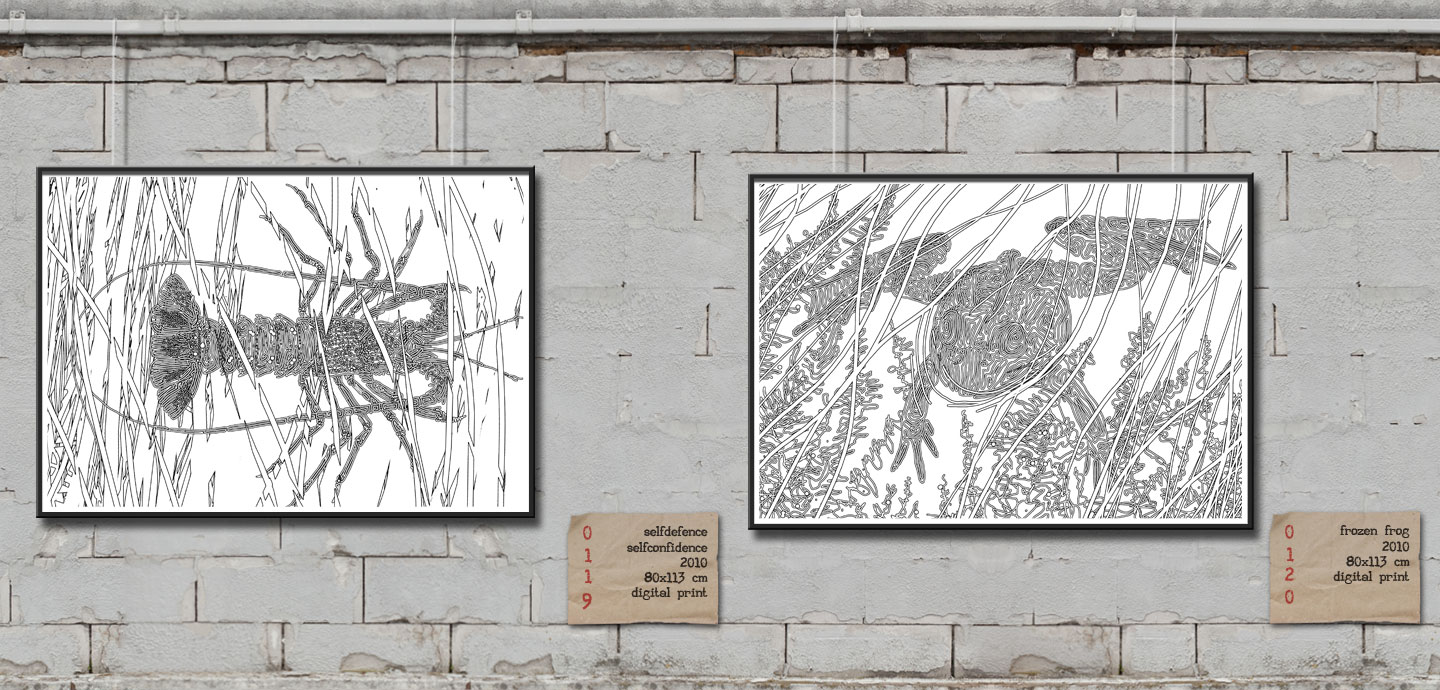 0
1
1
9
selfdefence
selfconfidence
2010
80x113 cm
digital print
0
1
2
0
frozen frog
2010
80x113 cm
digital print